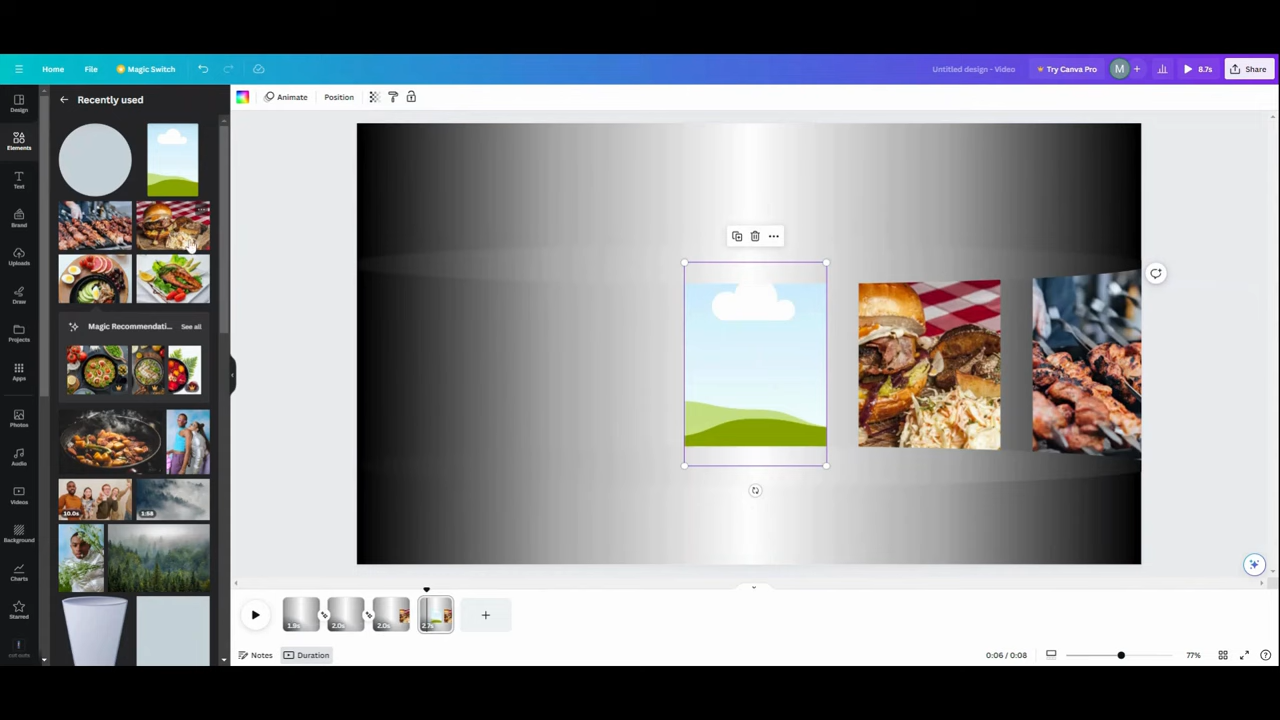 Home File Magic Switch Untitled design - Video Try Canva Pro M 8.7s Share
Design
Elements
Text
Brand
Uploads
Draw
Projects
Apps
Photos
Audio
Videos
Background
Charts
Starred
Recently used
Magic Recommendati... See all
10.0s 1:58
Animate Position
1.9s 2.0s 2.0s 2.7s
Notes Duration 0:06 / 0:08 77%